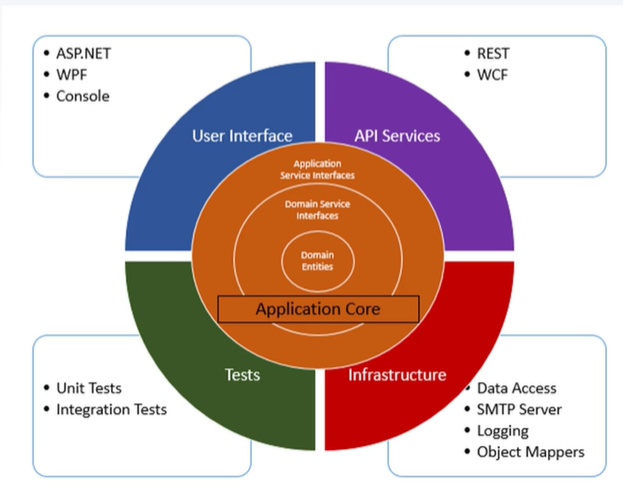 ASP.NET
WPF
Console
REST
WCF
User Interface
API Services
Application
Service Interfaces
Domain Service
Interfaces
Domain
Entities
Application Core
Tests
Infrastructure
Unit Tests
Integration Tests
Data Access
SMTP Server
Logging
Object Mappers